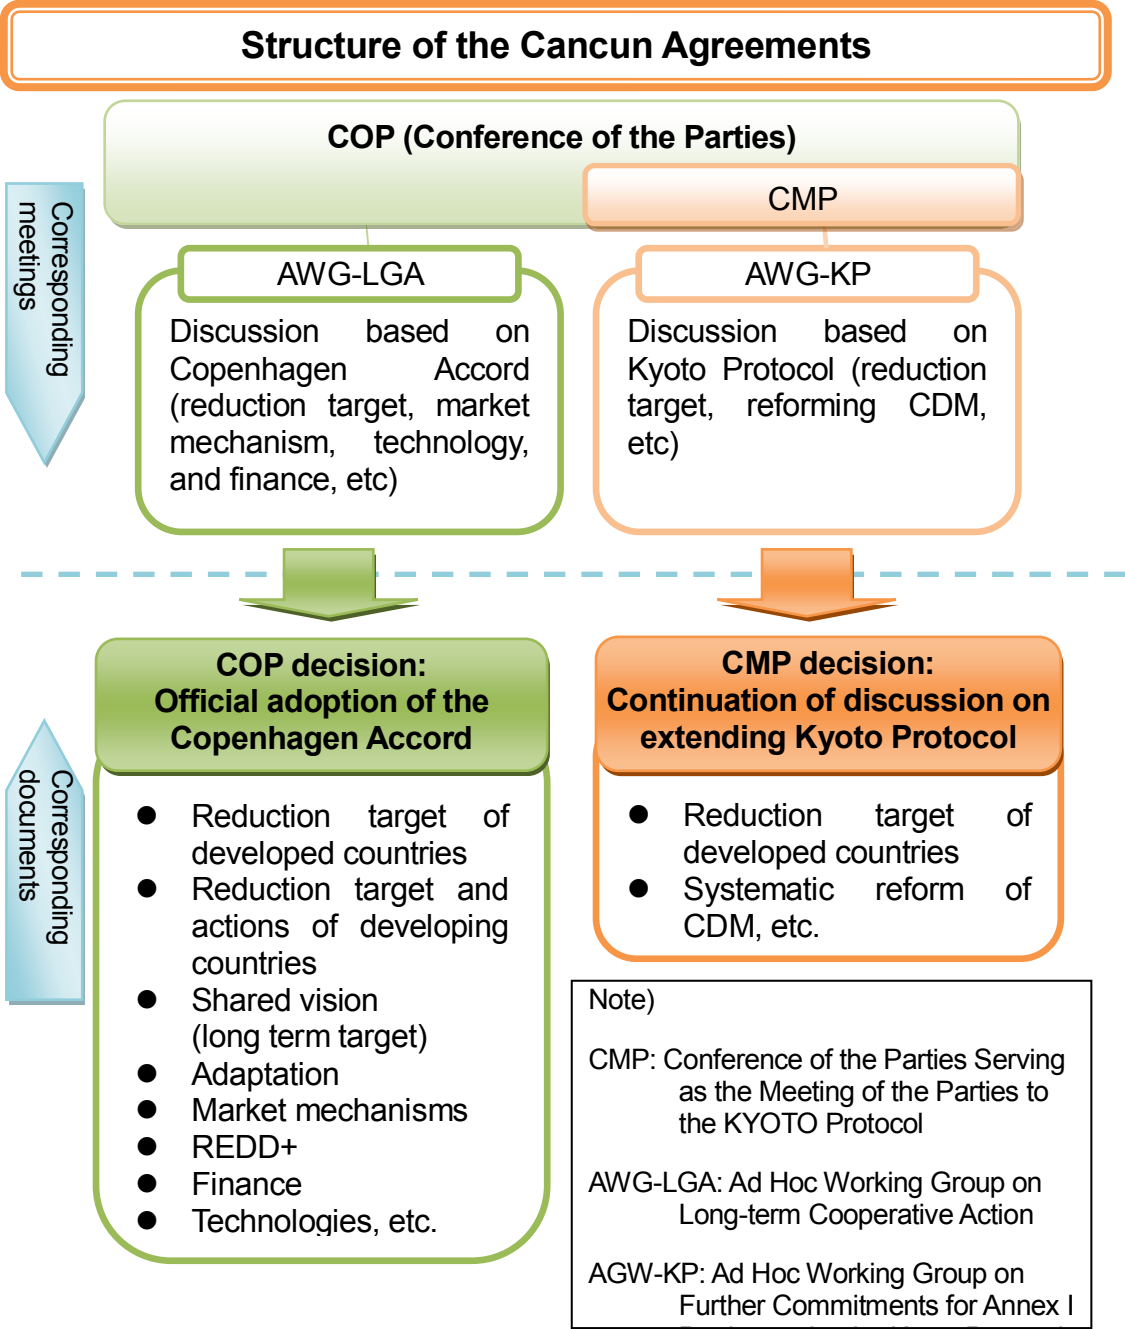 Structure of the Cancun Agreements
COP (Conference of the Parties)
CMP
Corresponding
meetings
AWG-LGA
Discussion based on
Copenhagen Accord
(reduction target, market
mechanism, technology,
and finance, etc)
AWG-KP
Discussion based on
Kyoto Protocol (reduction
target, reforming CDM,
etc)
COP decision:
Official adoption of the
Copenhagen Accord
CMP decision:
Continuation of discussion on
extending Kyoto Protocol
Corresponding
documents
● Reduction target of
developed countries
● Reduction target and
actions of developing
countries
● Shared vision
(long term target)
● Adaptation
● Market mechanisms
● REDD+
● Finance
● Technologies, etc.
● Reduction target of
developed countries
● Systematic reform of
CDM, etc.
Note)
CMP: Conference of the Parties Serving
as the Meeting of the Parties to
the KYOTO Protocol
AWG-LGA: Ad Hoc Working Group on
Long-term Cooperative Action
AGW-KP: Ad Hoc Working Group on
Further Commitments for Annex I